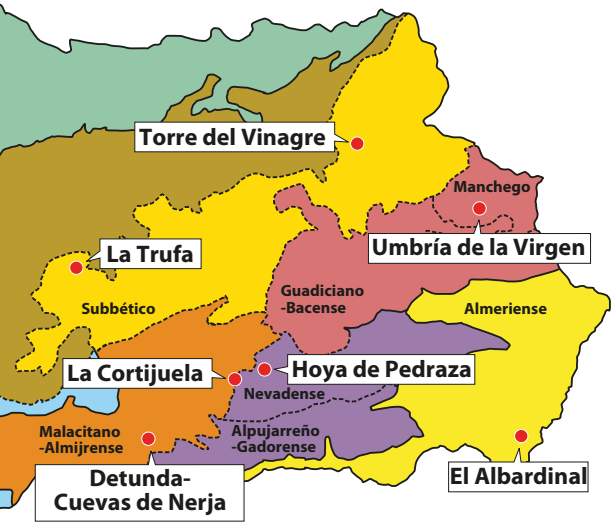 Torre del Vinagre
Manchego
Umbría de la Virgen
La Trufa
Subbético
Guadiciano
-Bacense
Almeriense
La Cortijuela
Hoya de Pedraza
Nevadense
Malacitano
-Almijrense
Alpujarreño
-Gadorense
Detunda-
Cuevas de Nerja
El Albardinal